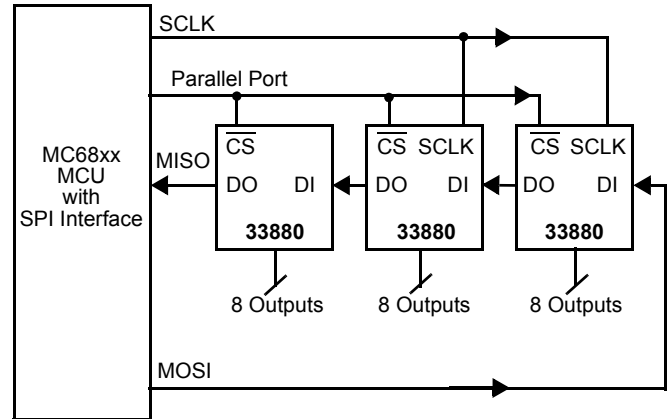 SCLK
Parallel Port
MC68xx
MCU
with
SPI Interface
MISO
CS
DO DI
33880
8 Outputs
CS SCLK
DO DI
33880
8 Outputs
CS SCLK
DO DI
33880
8 Outputs
MOSI